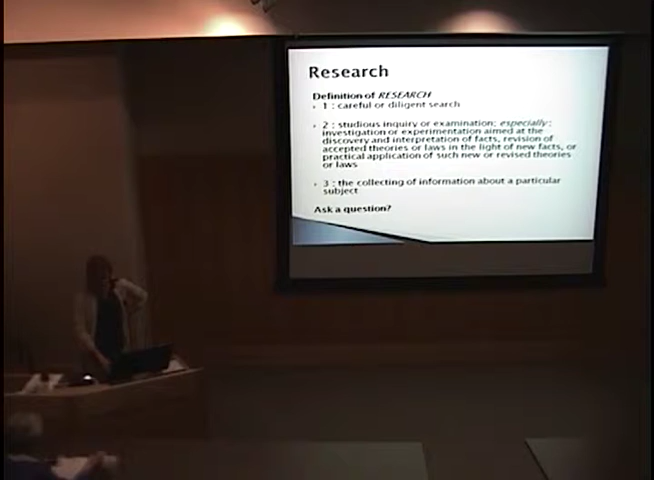 Research
Definition of RESEARCH
1 : careful or diligent search
2 : studious inquiry or examination; especially :
investigation or experimentation aimed at the
discovery and interpretation of facts, revision of
accepted theories or laws in the light of new facts, or
practical application of such new or revised theories
or laws
3 : the collecting of information about a particular
subject
Ask a question?